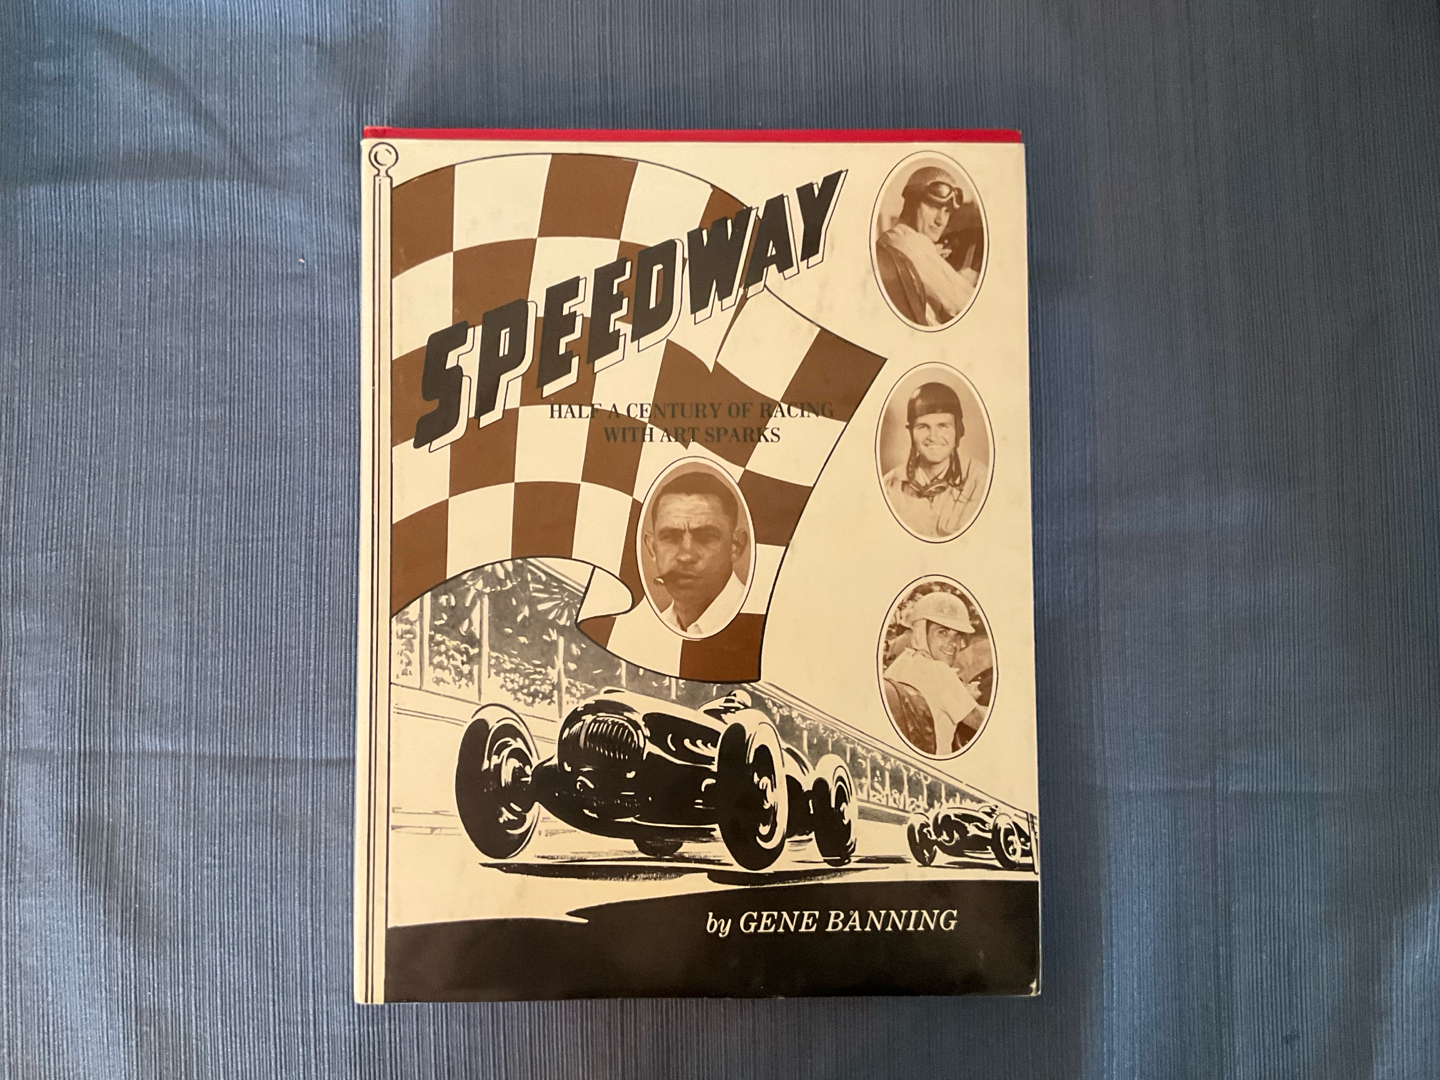 SPEEDWAY
HALF A CENTURY OF RACING
WITH ART SPARKS
by GENE BANNING